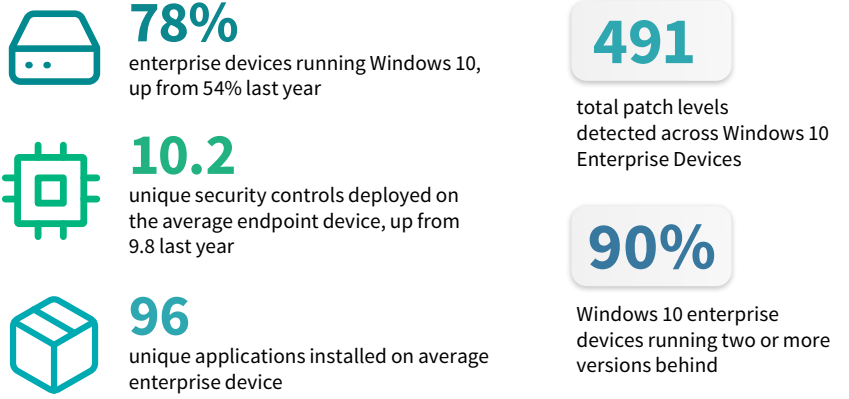 78%
enterprise devices running Windows 10,
up from 54% last year
10.2
unique security controls deployed on
the average endpoint device, up from
9.8 last year
96
unique applications installed on average
enterprise device
491
total patch levels
detected across Windows 10
Enterprise Devices
90%
Windows 10 enterprise
devices running two or more
versions behind